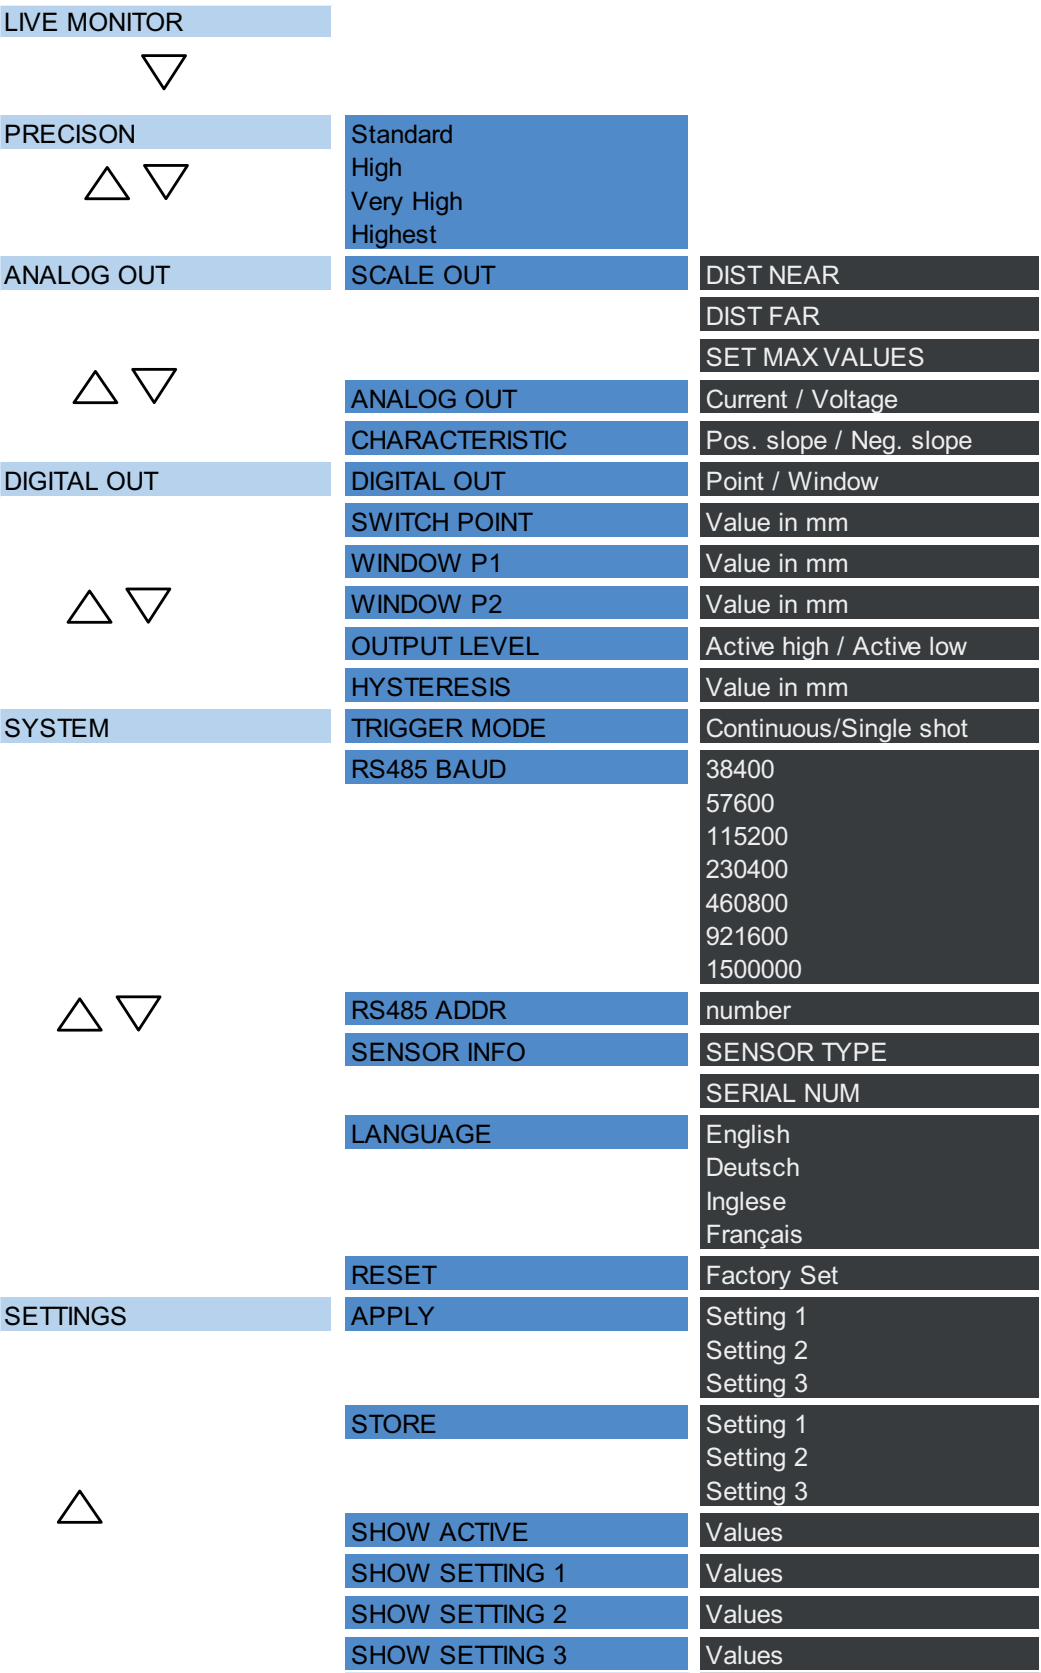 LIVE MONITOR
PRECISON Standard
High
Very High
Highest
ANALOG OUT SCALE OUT DIST NEAR
DIST FAR
SET MAX VALUES
ANALOG OUT Current / Voltage
CHARACTERISTIC Pos. slope / Neg. slope
DIGITAL OUT DIGITAL OUT Point / Window
SWITCH POINT Value in mm
WINDOW P1 Value in mm
WINDOW P2 Value in mm
OUTPUT LEVEL Active high / Active low
HYSTERESIS Value in mm
SYSTEM TRIGGER MODE Continuous/Single shot
RS485 BAUD 38400
57600
115200
230400
460800
921600
1500000
RS485 ADDR number
SENSOR INFO SENSOR TYPE
SERIAL NUM
LANGUAGE English
Deutsch
Inglese
Français
RESET Factory Set
SETTINGS APPLY Setting 1
Setting 2
Setting 3
STORE Setting 1
Setting 2
Setting 3
SHOW ACTIVE Values
SHOW SETTING 1 Values
SHOW SETTING 2 Values
SHOW SETTING 3 Values